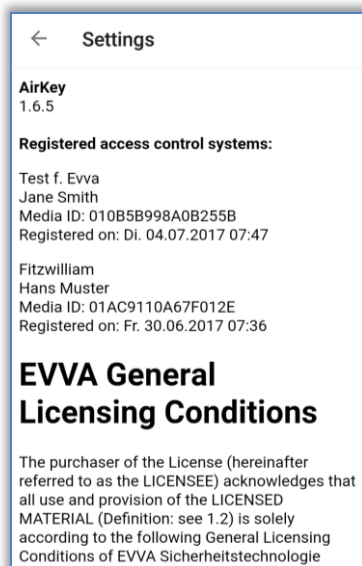 Settings
AirKey
1.6.5
Registered access control systems:
Test f. Evva
Jane Smith
Media ID: 010B5B998A0B255B
Registered on: Di. 04.07.2017 07:47
Fitzwilliam
Hans Muster
Media ID: 01AC9110A67F012E
Registered on: Fr. 30.06.2017 07:36
EVVA General
Licensing Conditions
The purchaser of the License (hereinafter
referred to as the LICENSEE) acknowledges that
all use and provision of the LICENSED
MATERIAL (Definition: see 1.2) is solely
according to the following General Licensing
Conditions of EVVA Sicherheitstechnologie